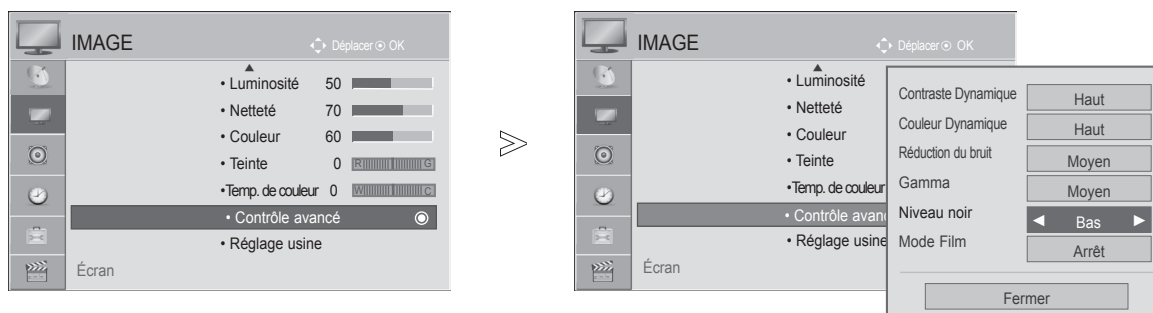 IMAGE
Déplacer OK
• Luminosité 50
• Netteté 70
• Couleur 60
• Teinte 0 R G
•Temp. de couleur 0 W C
• Contrôle avancé
• Réglage usine
Écran
IMAGE
Déplacer OK
• Luminosité
• Netteté
• Couleur
• Teinte
•Temp. de couleur
• Contrôle avanc
• Réglage usine
Écran
Contraste Dynamique Haut
Couleur Dynamique Haut
Réduction du bruit Moyen
Gamma Moyen
Niveau noir ◄ Bas ►
Mode Film Arrêt
Fermer